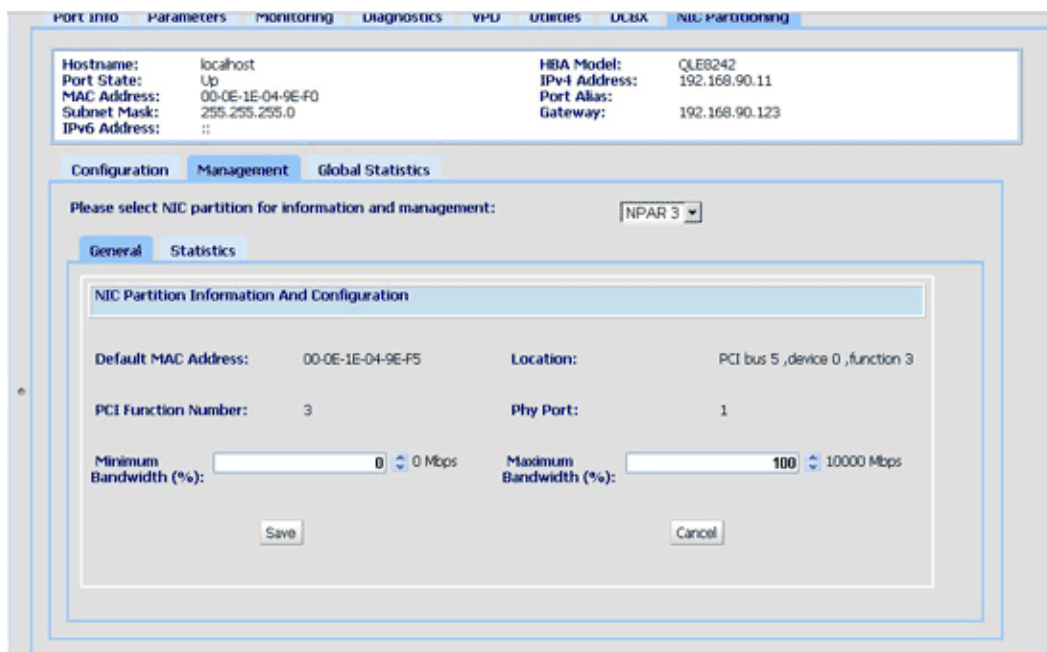 Port Info Parameters Monitoring Diagnostics VPD Utilities DCBX NIC Partitioning
Hostname: localhost HBA Model: QLE8242
Port State: Up IPv4 Address: 192.168.90.11
MAC Address: 00-0E-1E-04-9E-F0 Port Alias:
Subnet Mask: 255.255.255.0 Gateway: 192.168.90.123
IPv6 Address: ::
Configuration Management Global Statistics
Please select NIC partition for information and management: NPAR 3
General Statistics
NIC Partition Information And Configuration
Default MAC Address: 00-0E-1E-04-9E-F5 Location: PCI bus 5 ,device 0 ,function 3
PCI Function Number: 3 Phy Port: 1
Minimum Bandwidth (%): 0 0 Mbps Maximum Bandwidth (%): 100 10000 Mbps
Save Cancel